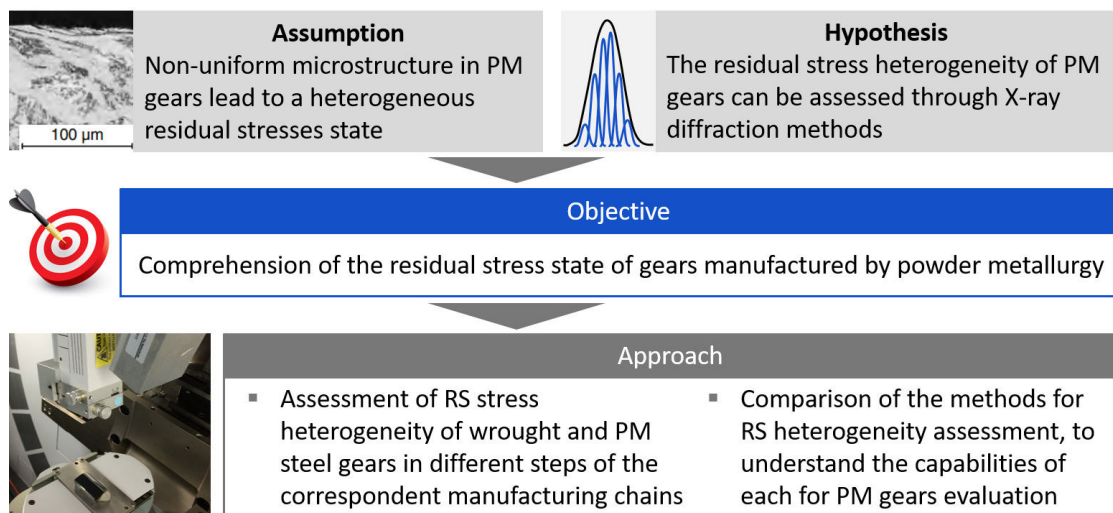 Assumption
Non-uniform microstructure in PM
gears lead to a heterogeneous
residual stresses state
100 µm
Hypothesis
The residual stress heterogeneity of PM
gears can be assessed through X-ray
diffraction methods
Objective
Comprehension of the residual stress state of gears manufactured by powder metallurgy
Approach
▪ Assessment of RS stress
heterogeneity of wrought and PM
steel gears in different steps of the
correspondent manufacturing chains
▪ Comparison of the methods for
RS heterogeneity assessment, to
understand the capabilities of
each for PM gears evaluation